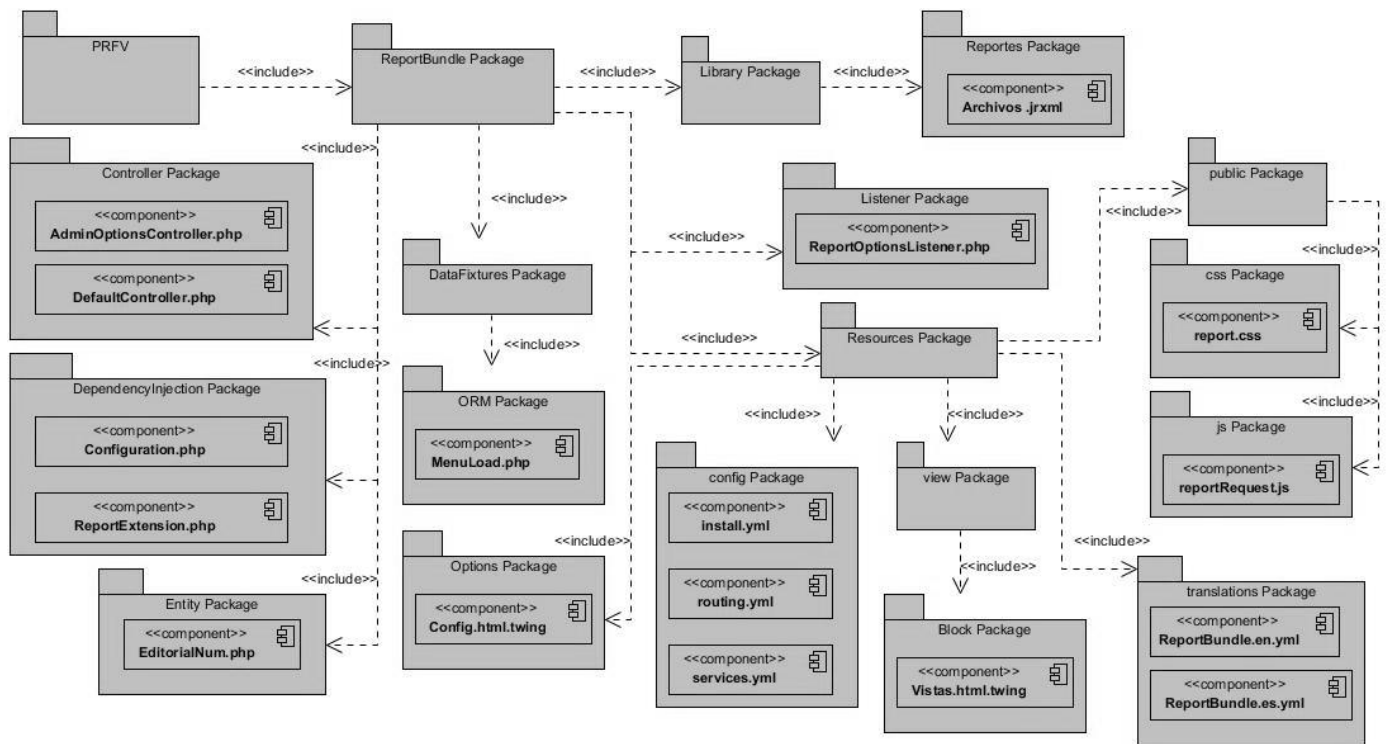 PRFV
<<include>>
ReportBundle Package
<<include>>
Library Package
<<include>>
Reportes Package
<<component>>
Archivos .jrxml
<<include>>
Controller Package
<<component>>
AdminOptionsController.php
<<component>>
DefaultController.php
<<include>>
DataFixtures Package
<<include>>
Listener Package
<<component>>
ReportOptionsListener.php
<<include>>
public Package
<<include>>
<<include>>
css Package
<<component>>
report.css
<<include>>
Resources Package
<<include>>
<<include>>
DependencyInjection Package
<<component>>
Configuration.php
<<component>>
ReportExtension.php
<<include>>
ORM Package
<<component>>
MenuLoad.php
<<include>>
<<include>>
<<include>>
js Package
<<component>>
reportRequest.js
config Package
<<component>>
install.yml
<<component>>
routing.yml
<<component>>
services.yml
view Package
<<include>>
<<include>>
Options Package
<<component>>
Config.html.twing
<<include>>
<<include>>
Entity Package
<<component>>
EditorialNum.php
Block Package
<<component>>
Vistas.html.twing
translations Package
<<component>>
ReportBundle.en.yml
<<component>>
ReportBundle.es.yml